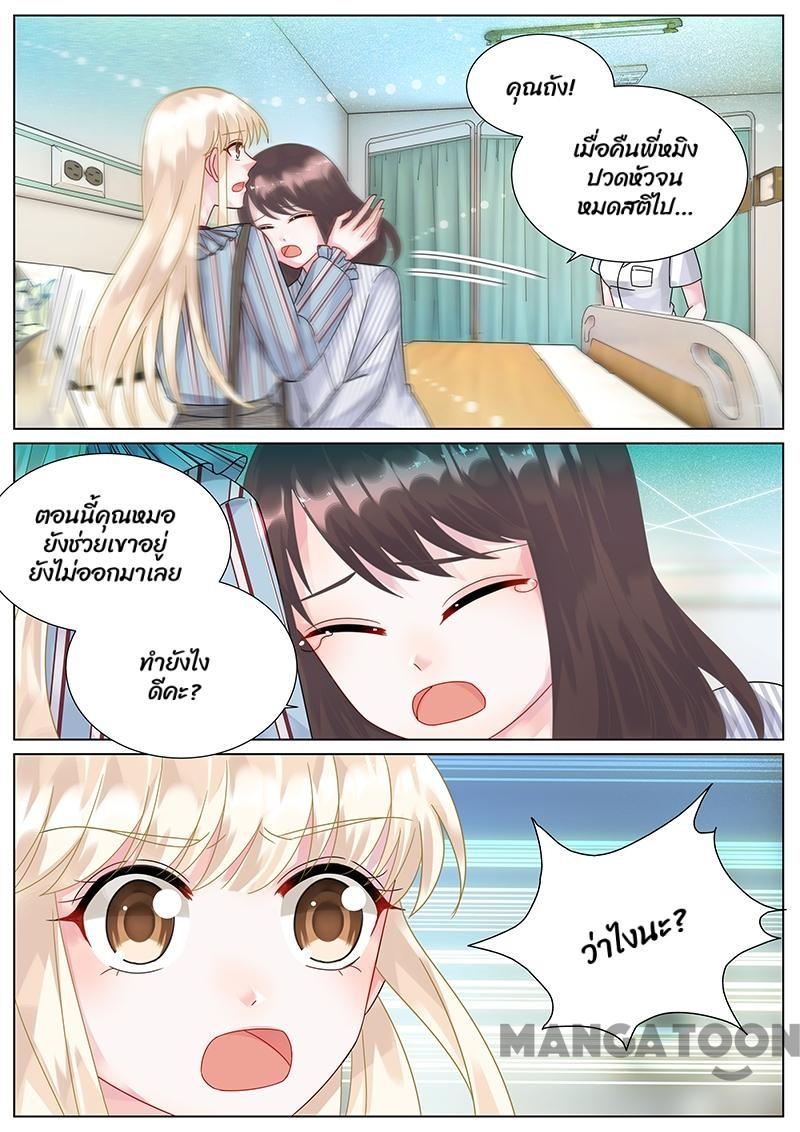 คุณถัง!
เมื่อคืนพี่หมิง
ปวดหัวจน
หมดสติไป...
ตอนนี้คุณหมอ
ยังช่วยเขาอยู่
ยังไม่ออกมาเลย
ทำยังไง
ดีคะ?
ว่าไงนะ?
MANGATOON